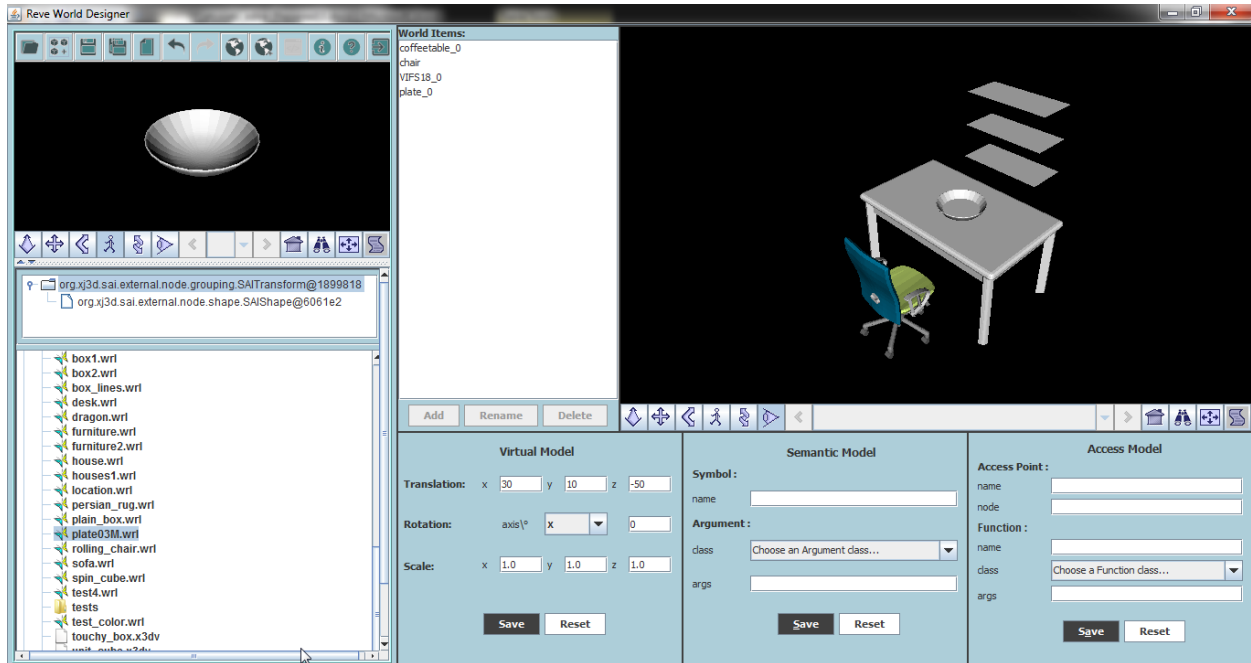 Reve World Designer
org.xj3d.sai.external.node.grouping.SAITransform@1899818
org.xj3d.sai.external.node.shape.SAIShape@6061e2
box1.wrl
box2.wrl
box_lines.wrl
desk.wrl
dragon.wrl
furniture.wrl
furniture2.wrl
house.wrl
houses1.wrl
location.wrl
persian_rug.wrl
plain_box.wrl
plate03M.wrl
rolling_chair.wrl
sofa.wrl
spin_cube.wrl
test4.wrl
tests
test_color.wrl
touchy_box.x3dv
unit_cube.x3dv
World Items:
coffeetable_0
chair
VIFS18_0
plate_0
Add Rename Delete
Virtual Model
Translation: x 30 y 10 z -50
Rotation: axis\° x 0
Scale: x 1.0 y 1.0 z 1.0
Save Reset
Semantic Model
Symbol :
name
Argument :
class Choose an Argument class...
args
Save Reset
Access Model
Access Point :
name
node
Function :
name
class Choose a Function class...
args
Save Reset